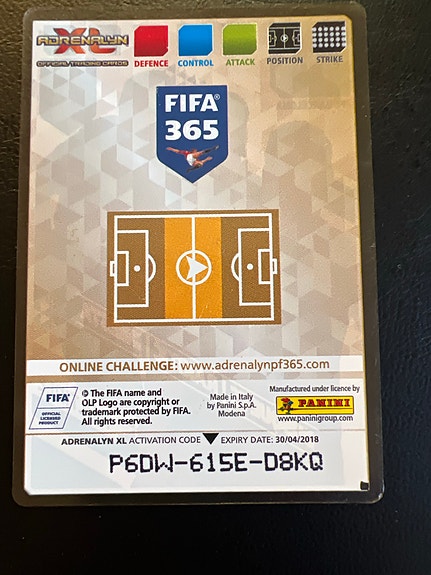 ADRENALYN
XL
OFFICIAL TRADING CARDS
DEFENCE CONTROL ATTACK POSITION STRIKE
FIFA®
365
ONLINE CHALLENGE: www.adrenalynpf365.com
FIFA®
OFFICIAL
LICENSED
PRODUCT
© The FIFA name and
OLP Logo are copyright or
trademark protected by FIFA.
All rights reserved.
Made in Italy
by Panini S.p.A.
Modena
Manufactured under licence by
PANINI
www.paninigroup.com
ADRENALYN XL ACTIVATION CODE EXPIRY DATE: 30/04/2018
P6DW-615E-D8KQ